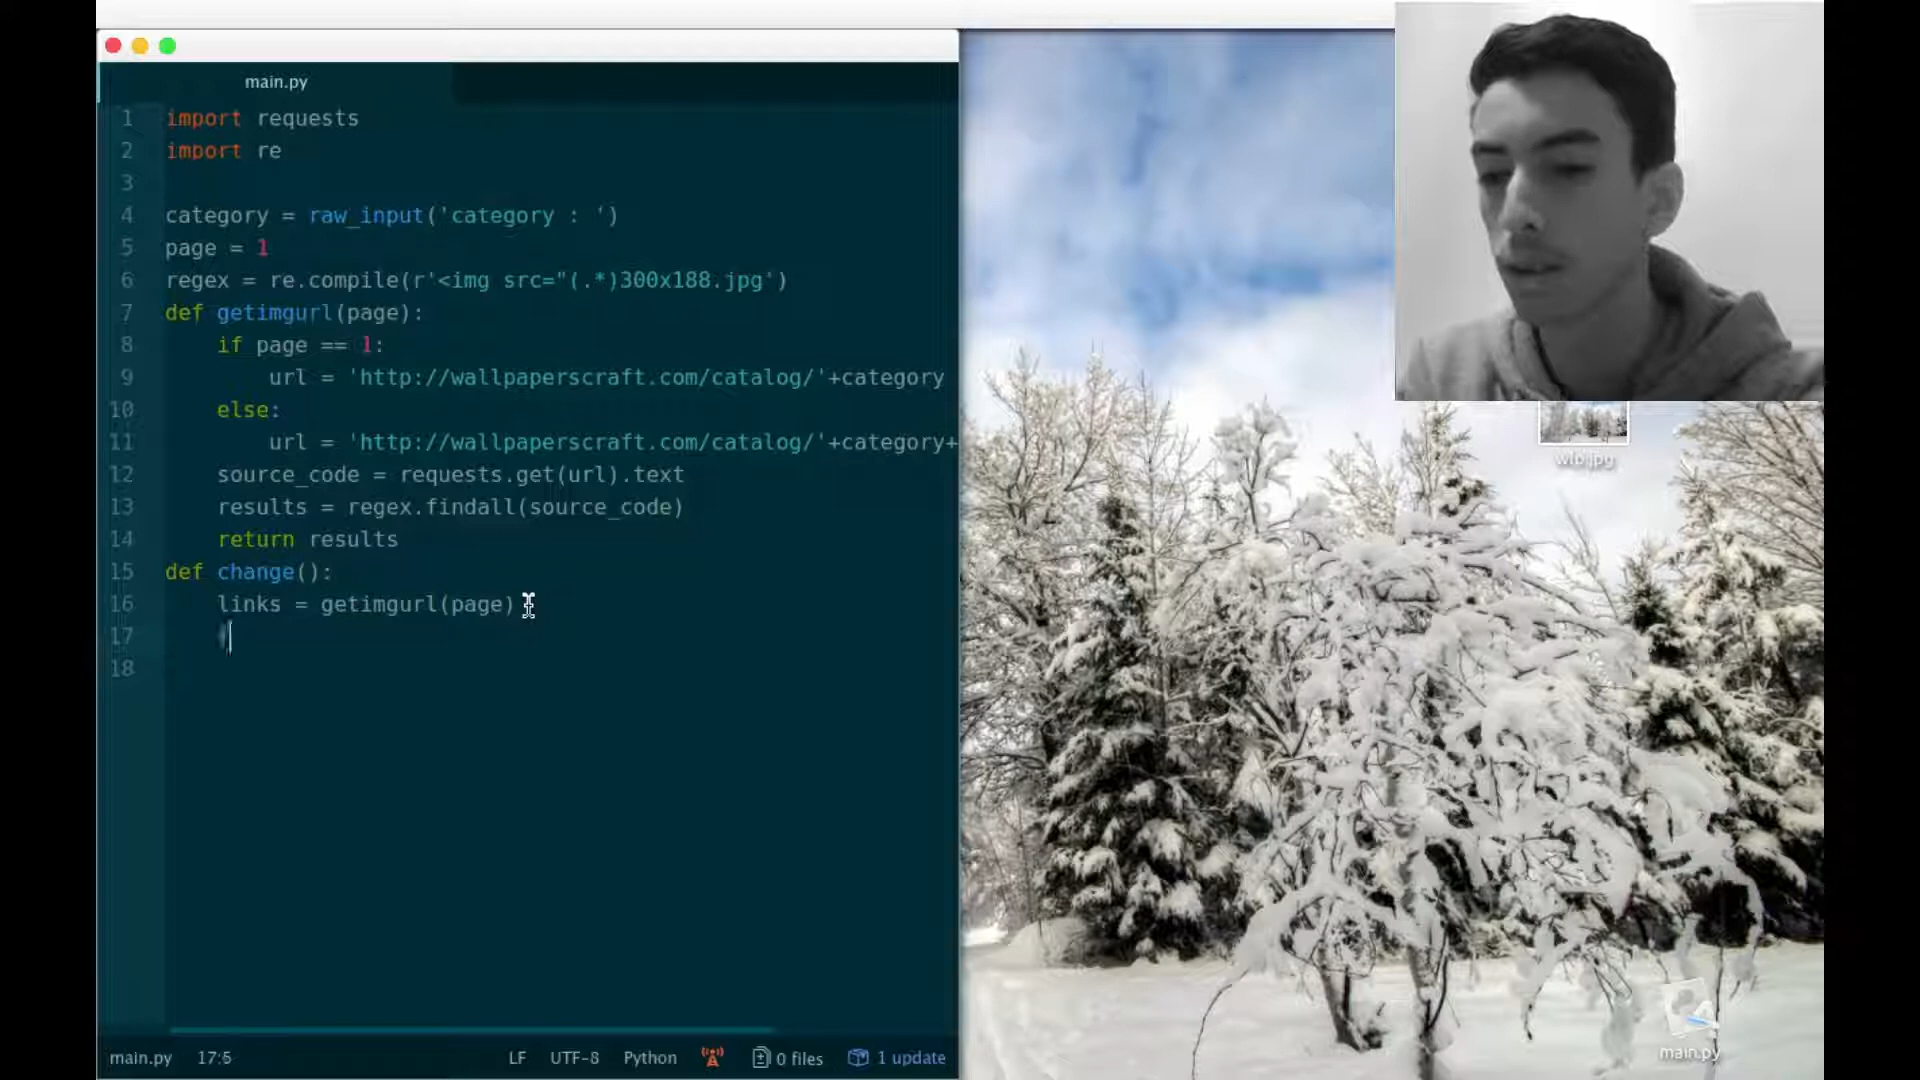 main.py
1 import requests
2 import re
3
4 category = raw_input('category : ')
5 page = 1
6 regex = re.compile(r'<img src="(.*)300x188.jpg')
7 def getimgurl(page):
8 if page == 1:
9 url = 'http://wallpaperscraft.com/catalog/'+category
10 else:
11 url = 'http://wallpaperscraft.com/catalog/'+category+
12 source_code = requests.get(url).text
13 results = regex.findall(source_code)
14 return results
15 def change():
16 links = getimgurl(page)
17
18
main.py 17:5 LF UTF-8 Python 0 files 1 update
wlp.jpg
main.py